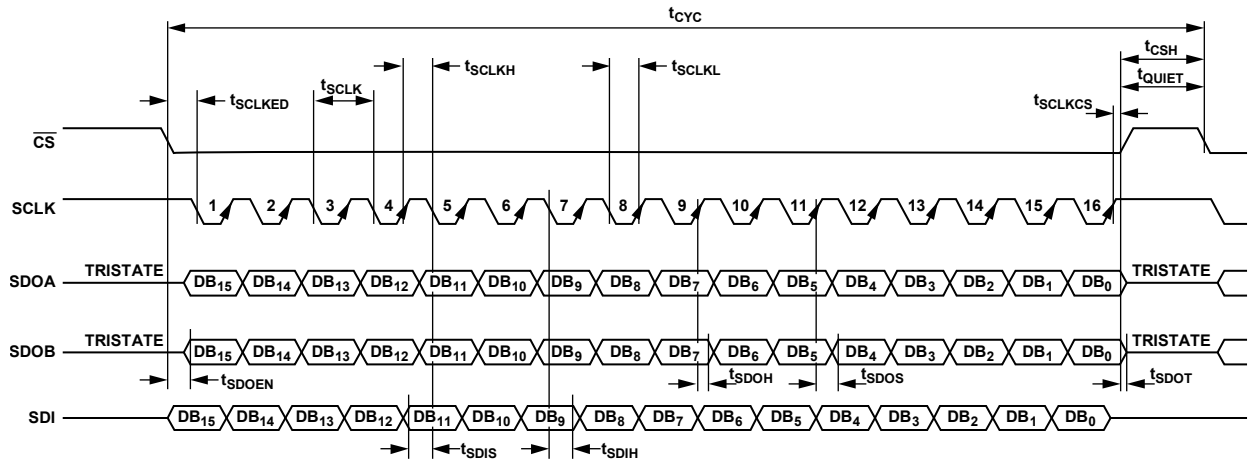 tCYC
tCSH
tSCLKH
tSCLKL
tSCLK
tQUIET
tSCLKED
tSCLKCS
CS
SCLK 1 2 3 4 5 6 7 8 9 10 11 12 13 14 15 16
TRISTATE TRISTATE
SDOA DB15 DB14 DB13 DB12 DB11 DB10 DB9 DB8 DB7 DB6 DB5 DB4 DB3 DB2 DB1 DB0
TRISTATE TRISTATE
SDOB DB15 DB14 DB13 DB12 DB11 DB10 DB9 DB8 DB7 DB6 DB5 DB4 DB3 DB2 DB1 DB0
tSDOEN tSDOH tSDOS tSDOT
SDI DB15 DB14 DB13 DB12 DB11 DB10 DB9 DB8 DB7 DB6 DB5 DB4 DB3 DB2 DB1 DB0
tSDIS tSDIH